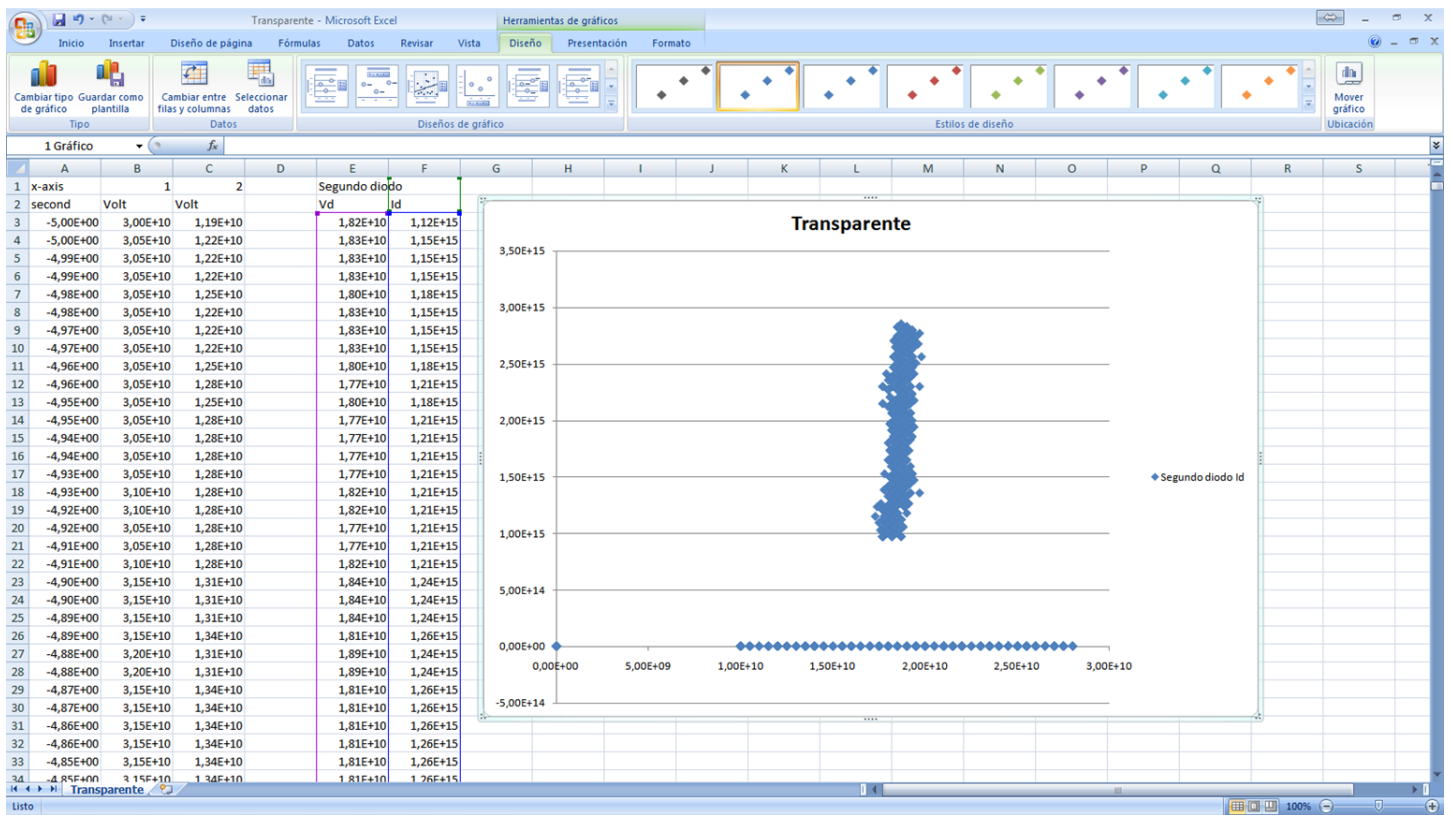 Transparente - Microsoft Excel
Herramientas de gráficos
Inicio Insertar Diseño de página Fórmulas Datos Revisar Vista Diseño Presentación Formato
Cambiar tipo de gráfico
Guardar como plantilla
Cambiar entre filas y columnas
Seleccionar datos
Mover gráfico
Tipo Datos Diseños de gráfico Estilos de diseño Ubicación
1 Gráfico fx
A B C D E F G H I J K L M N O P Q R S
1 x-axis 1 2 Segundo diodo
2 second Volt Volt Vd Id
3 -5,00E+00 3,00E+10 1,19E+10 1,82E+10 1,12E+15
4 -5,00E+00 3,05E+10 1,22E+10 1,83E+10 1,15E+15
5 -4,99E+00 3,05E+10 1,22E+10 1,83E+10 1,15E+15
6 -4,99E+00 3,05E+10 1,22E+10 1,83E+10 1,15E+15
7 -4,98E+00 3,05E+10 1,25E+10 1,80E+10 1,18E+15
8 -4,98E+00 3,05E+10 1,22E+10 1,83E+10 1,15E+15
9 -4,97E+00 3,05E+10 1,22E+10 1,83E+10 1,15E+15
10 -4,97E+00 3,05E+10 1,22E+10 1,83E+10 1,15E+15
11 -4,96E+00 3,05E+10 1,25E+10 1,80E+10 1,18E+15
12 -4,96E+00 3,05E+10 1,28E+10 1,77E+10 1,21E+15
13 -4,95E+00 3,05E+10 1,25E+10 1,80E+10 1,18E+15
14 -4,95E+00 3,05E+10 1,28E+10 1,77E+10 1,21E+15
15 -4,94E+00 3,05E+10 1,28E+10 1,77E+10 1,21E+15
16 -4,94E+00 3,05E+10 1,28E+10 1,77E+10 1,21E+15
17 -4,93E+00 3,05E+10 1,28E+10 1,77E+10 1,21E+15
18 -4,93E+00 3,10E+10 1,28E+10 1,82E+10 1,21E+15
19 -4,92E+00 3,10E+10 1,28E+10 1,82E+10 1,21E+15
20 -4,92E+00 3,05E+10 1,28E+10 1,77E+10 1,21E+15
21 -4,91E+00 3,05E+10 1,28E+10 1,77E+10 1,21E+15
22 -4,91E+00 3,10E+10 1,28E+10 1,82E+10 1,21E+15
23 -4,90E+00 3,15E+10 1,31E+10 1,84E+10 1,24E+15
24 -4,90E+00 3,15E+10 1,31E+10 1,84E+10 1,24E+15
25 -4,89E+00 3,15E+10 1,31E+10 1,84E+10 1,24E+15
26 -4,89E+00 3,15E+10 1,34E+10 1,81E+10 1,26E+15
27 -4,88E+00 3,20E+10 1,31E+10 1,89E+10 1,24E+15
28 -4,88E+00 3,20E+10 1,31E+10 1,89E+10 1,24E+15
29 -4,87E+00 3,15E+10 1,34E+10 1,81E+10 1,26E+15
30 -4,87E+00 3,15E+10 1,34E+10 1,81E+10 1,26E+15
31 -4,86E+00 3,15E+10 1,34E+10 1,81E+10 1,26E+15
32 -4,86E+00 3,15E+10 1,34E+10 1,81E+10 1,26E+15
33 -4,85E+00 3,15E+10 1,34E+10 1,81E+10 1,26E+15
34 -4,85E+00 3,15E+10 1,34E+10 1,81E+10 1,26E+15
Transparente
3,50E+15
3,00E+15
2,50E+15
2,00E+15
1,50E+15
1,00E+15
5,00E+14
0,00E+00
-5,00E+14
0,00E+00 5,00E+09 1,00E+10 1,50E+10 2,00E+10 2,50E+10 3,00E+10
Segundo diodo Id
Transparente
Listo 100%